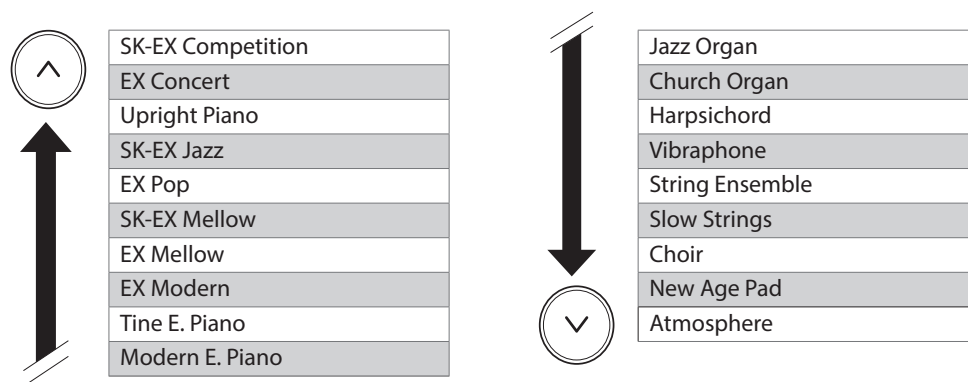 SK-EX Competition
EX Concert
Upright Piano
SK-EX Jazz
EX Pop
SK-EX Mellow
EX Mellow
EX Modern
Tine E. Piano
Modern E. Piano
Jazz Organ
Church Organ
Harpsichord
Vibraphone
String Ensemble
Slow Strings
Choir
New Age Pad
Atmosphere